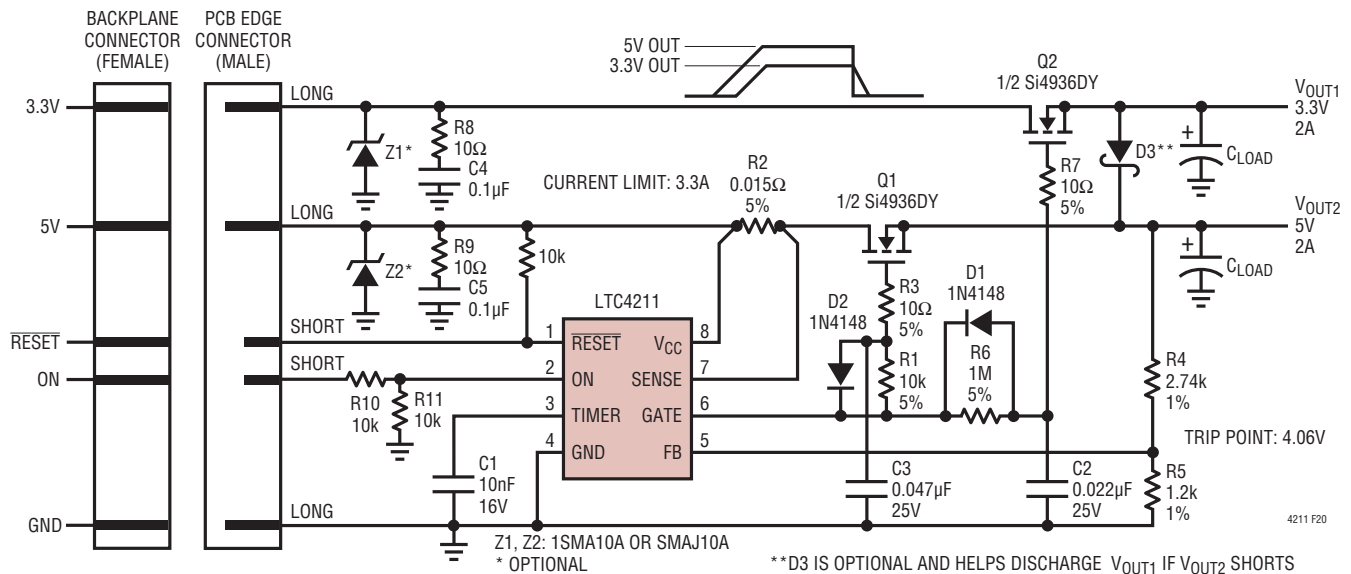 BACKPLANE
CONNECTOR
(FEMALE)
PCB EDGE
CONNECTOR
(MALE)
5V OUT
3.3V OUT
Q2
1/2 Si4936DY
3.3V
LONG
VOUT1
3.3V
2A
Z1*
R8
10Ω
C4
0.1µF
CURRENT LIMIT: 3.3A
R2
0.015Ω
5%
Q1
1/2 Si4936DY
R7
10Ω
5%
D3**
+
CLOAD
5V
LONG
VOUT2
5V
2A
Z2*
R9
10Ω
C5
0.1µF
10k
LTC4211
D2
1N4148
R3
10Ω
5%
D1
1N4148
+
CLOAD
RESET
SHORT
1
RESET
VCC
8
ON
SHORT
2
ON
SENSE
7
R10
10k
R11
10k
3
TIMER
GATE
6
4
GND
FB
5
R1
10k
5%
R6
1M
5%
R4
2.74k
1%
TRIP POINT: 4.06V
C1
10nF
16V
C3
0.047µF
25V
C2
0.022µF
25V
R5
1.2k
1%
GND
LONG
4211 F20
Z1, Z2: 1SMA10A OR SMAJ10A
* OPTIONAL
**D3 IS OPTIONAL AND HELPS DISCHARGE VOUT1 IF VOUT2 SHORTS